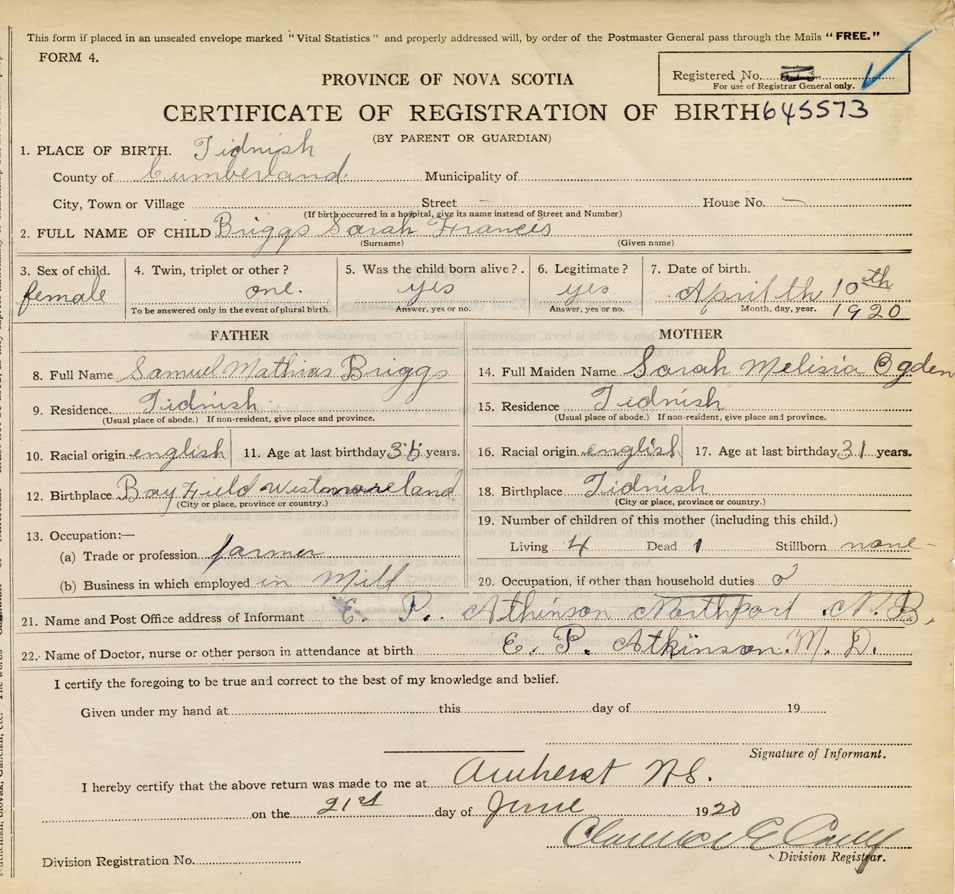 This form if placed in an unsealed envelope marked "Vital Statistics" and properly addressed will, by order of the Postmaster General pass through the Mails "FREE."
FORM 4.
Registered No.
For use of Registrar General only.
PROVINCE OF NOVA SCOTIA
CERTIFICATE OF REGISTRATION OF BIRTH 645573
(BY PARENT OR GUARDIAN)
1. PLACE OF BIRTH. Tidnish
County of Cumberland Municipality of
City, Town or Village Street — House No. —
(If birth occurred in a hospital, give its name instead of Street and Number)
2. FULL NAME OF CHILD Briggs Sarah Francis
(Surname) (Given name)
3. Sex of child. 4. Twin, triplet or other? 5. Was the child born alive? 6. Legitimate? 7. Date of birth.
female one. yes yes April th 10th
To be answered only in the event of plural birth. Answer, yes or no. Answer, yes or no. Month, day, year. 1920
FATHER MOTHER
8. Full Name Samuel Mathias Briggs 14. Full Maiden Name Sarah Melisia Ogden
9. Residence. Tidnish 15. Residence Tidnish
(Usual place of abode.) If non-resident, give place and province. (Usual place of abode.) If non-resident, give place and province.
10. Racial origin english 11. Age at last birthday 36 years. 16. Racial origin english 17. Age at last birthday 31 years.
12. Birthplace Bay Field Westmoreland 18. Birthplace Tidnish
(City or place, province or country.) (City or place, province or country.)
13. Occupation:— 19. Number of children of this mother (including this child.)
(a) Trade or profession farmer Living 4 Dead 1 Stillborn none
(b) Business in which employed in Mill 20. Occupation, if other than household duties o
21. Name and Post Office address of Informant E. P. Atkinson Northport N. B.
22. Name of Doctor, nurse or other person in attendance at birth E. P. Atkinson. M. D.
I certify the foregoing to be true and correct to the best of my knowledge and belief.
Given under my hand at this day of 19
Signature of Informant.
I hereby certify that the above return was made to me at Amherst N.S.
on the 21st day of June 1920
Clarence E
Division Registration No. Division Registrar.